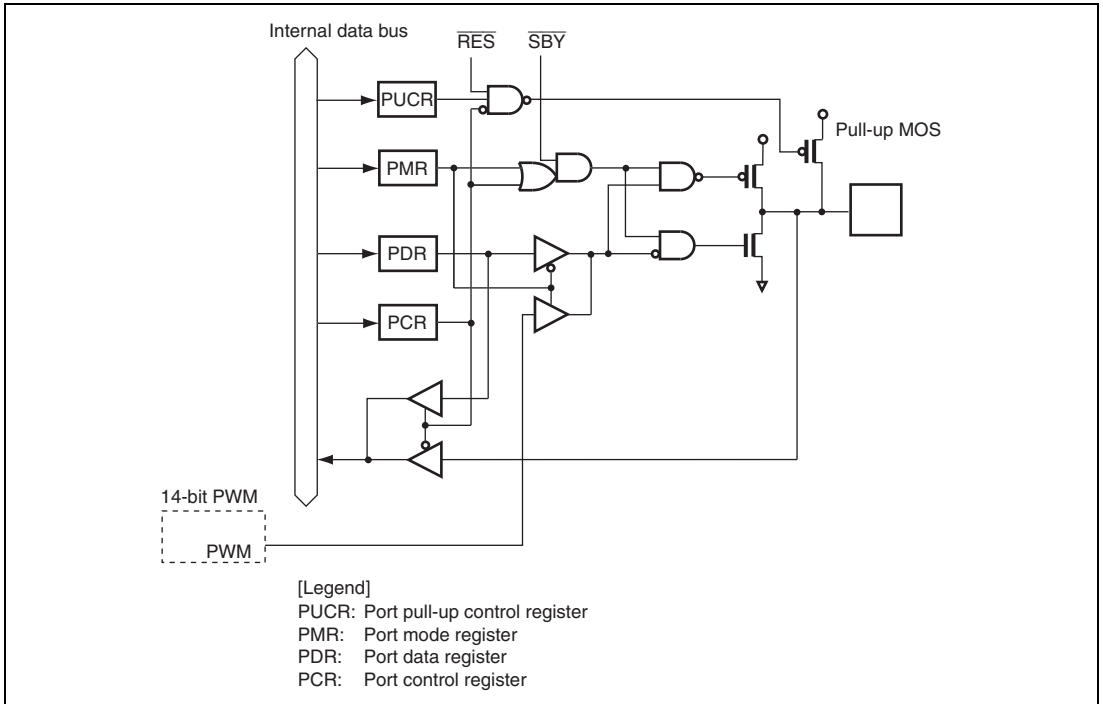 Internal data bus
RES
SBY
PUCR
Pull-up MOS
PMR
PDR
PCR
14-bit PWM
PWM
[Legend]
PUCR: Port pull-up control register
PMR: Port mode register
PDR: Port data register
PCR: Port control register